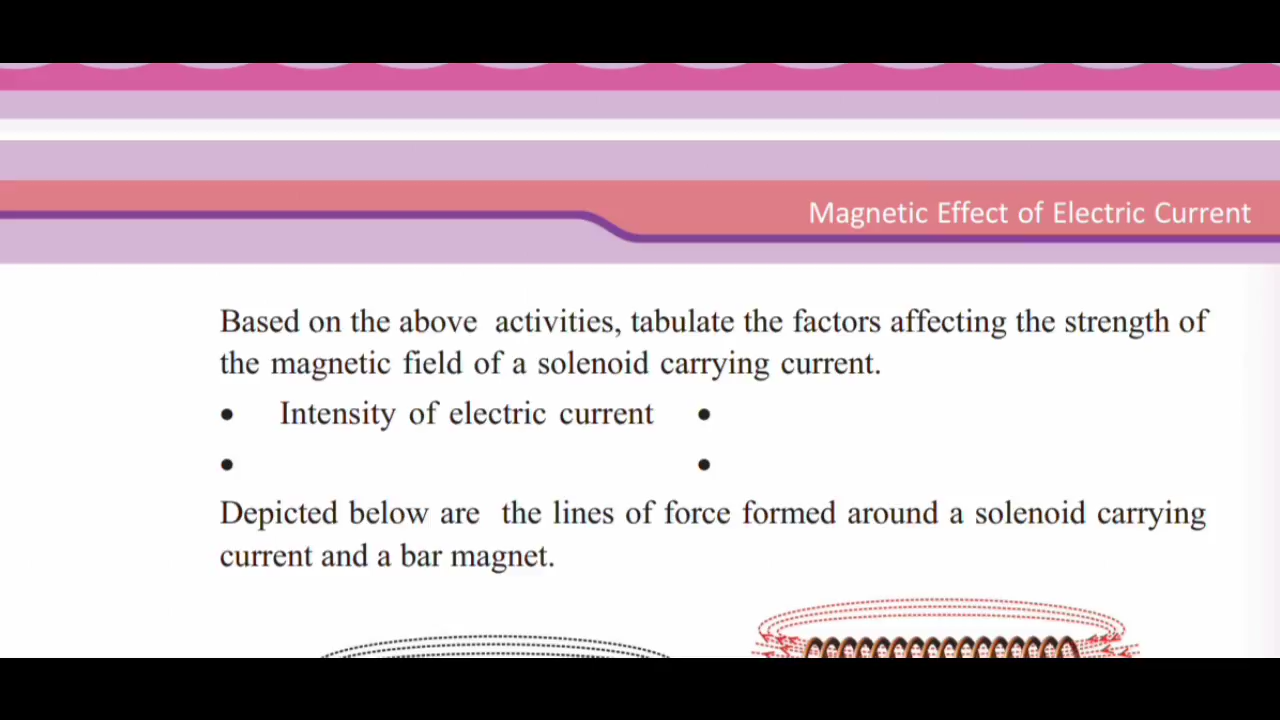 Magnetic Effect of Electric Current
Based on the above activities, tabulate the factors affecting the strength of
the magnetic field of a solenoid carrying current.
• Intensity of electric current •
• •
Depicted below are the lines of force formed around a solenoid carrying
current and a bar magnet.